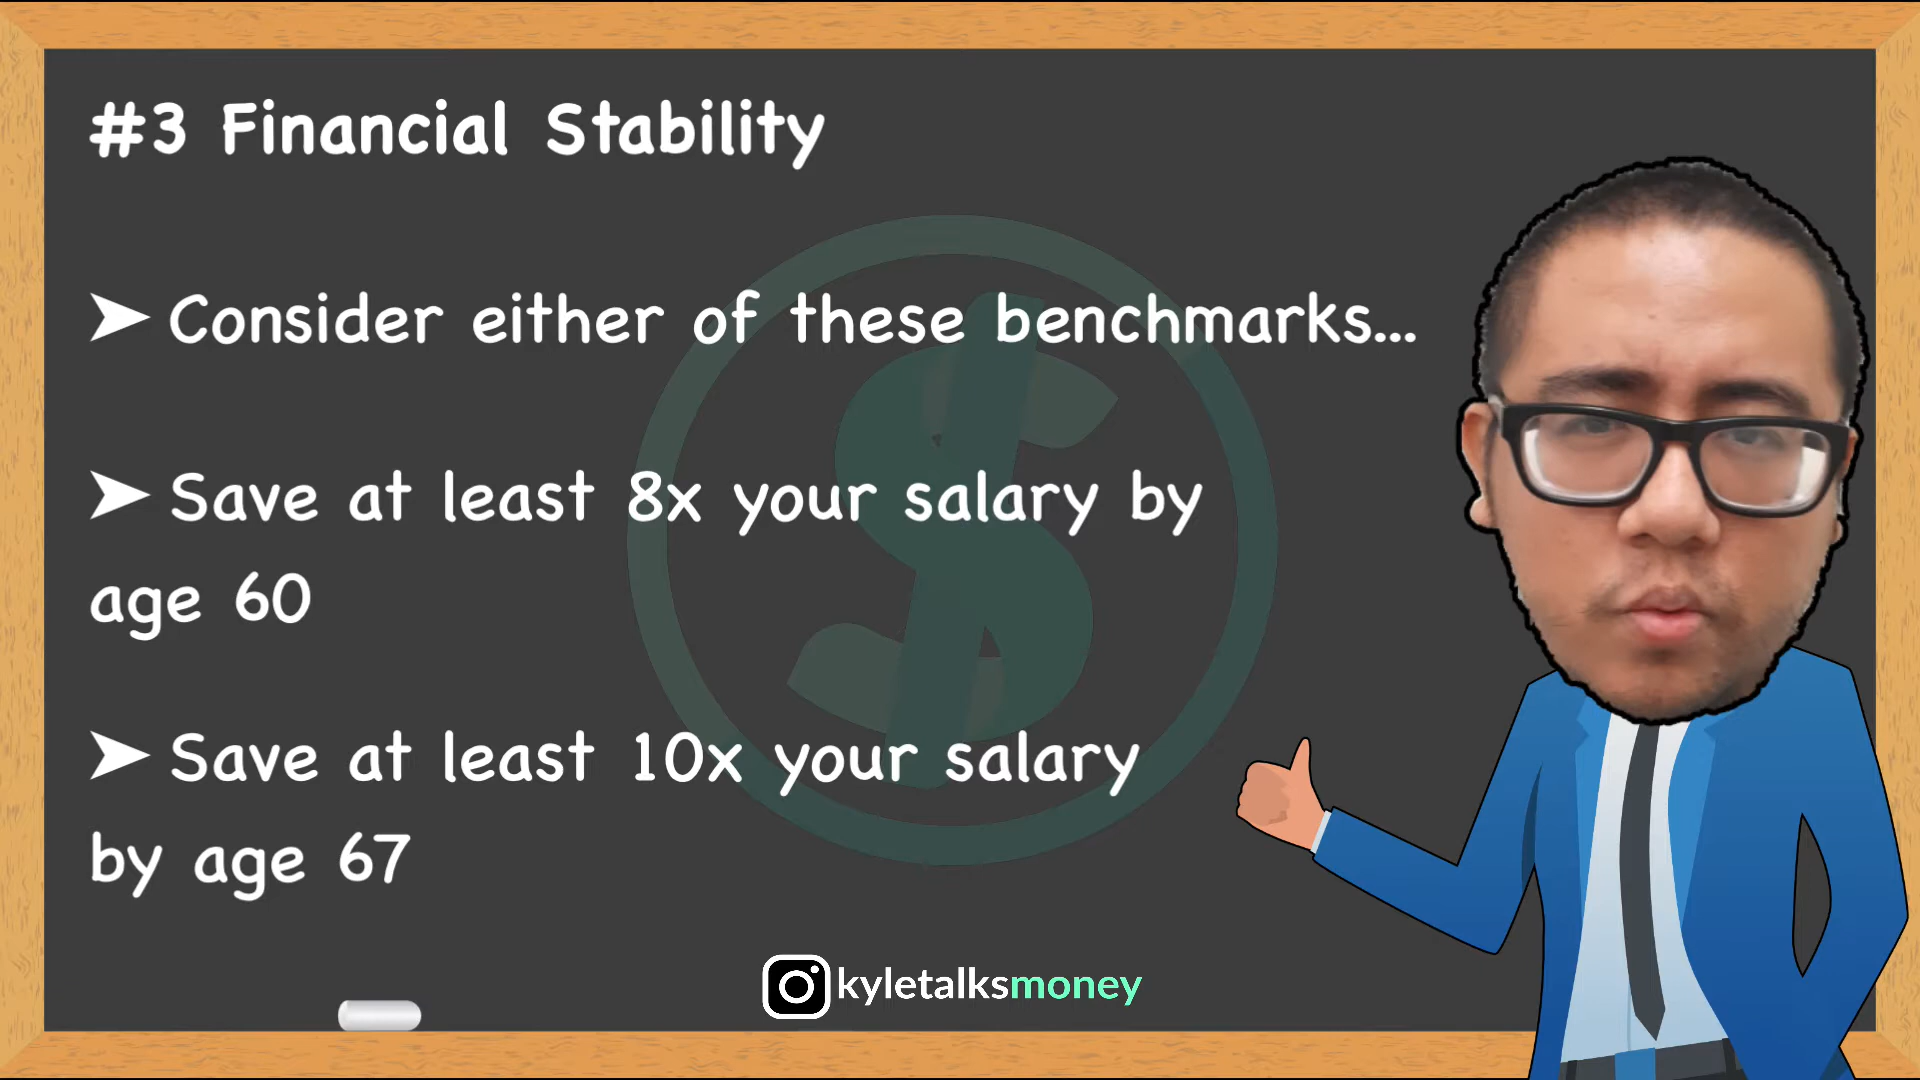 #3 Financial Stability
➤ Consider either of these benchmarks...
➤ Save at least 8x your salary by
age 60
➤ Save at least 10x your salary
by age 67
kyletalksmoney